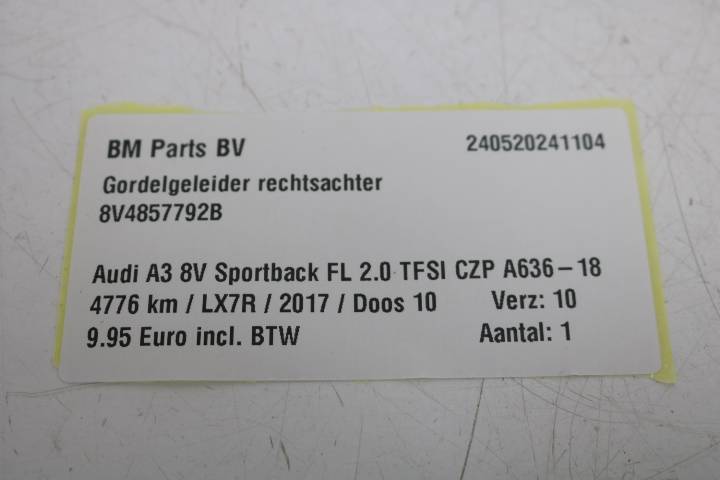 BM Parts BV 240520241104
Gordelgeleider rechtsachter
8V4857792B
Audi A3 8V Sportback FL 2.0 TFSI CZP A636-18
4776 km / LX7R / 2017 / Doos 10 Verz: 10
9.95 Euro incl. BTW Aantal: 1